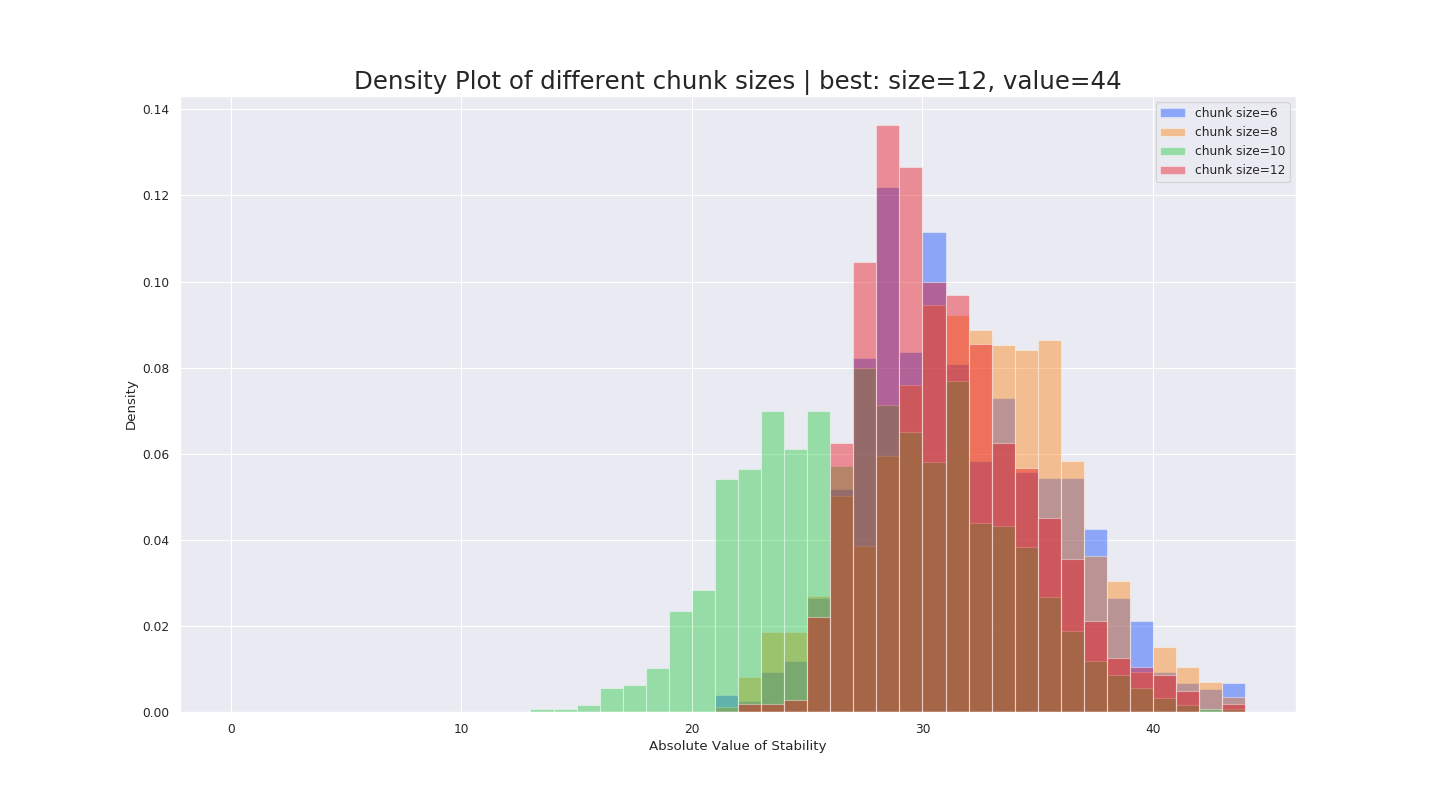 Density Plot of different chunk sizes | best: size=12, value=44
chunk size=6
chunk size=8
chunk size=10
chunk size=12
0.14
0.12
0.10
0.08
0.06
0.04
0.02
0.00
Density
0 10 20 30 40
Absolute Value of Stability